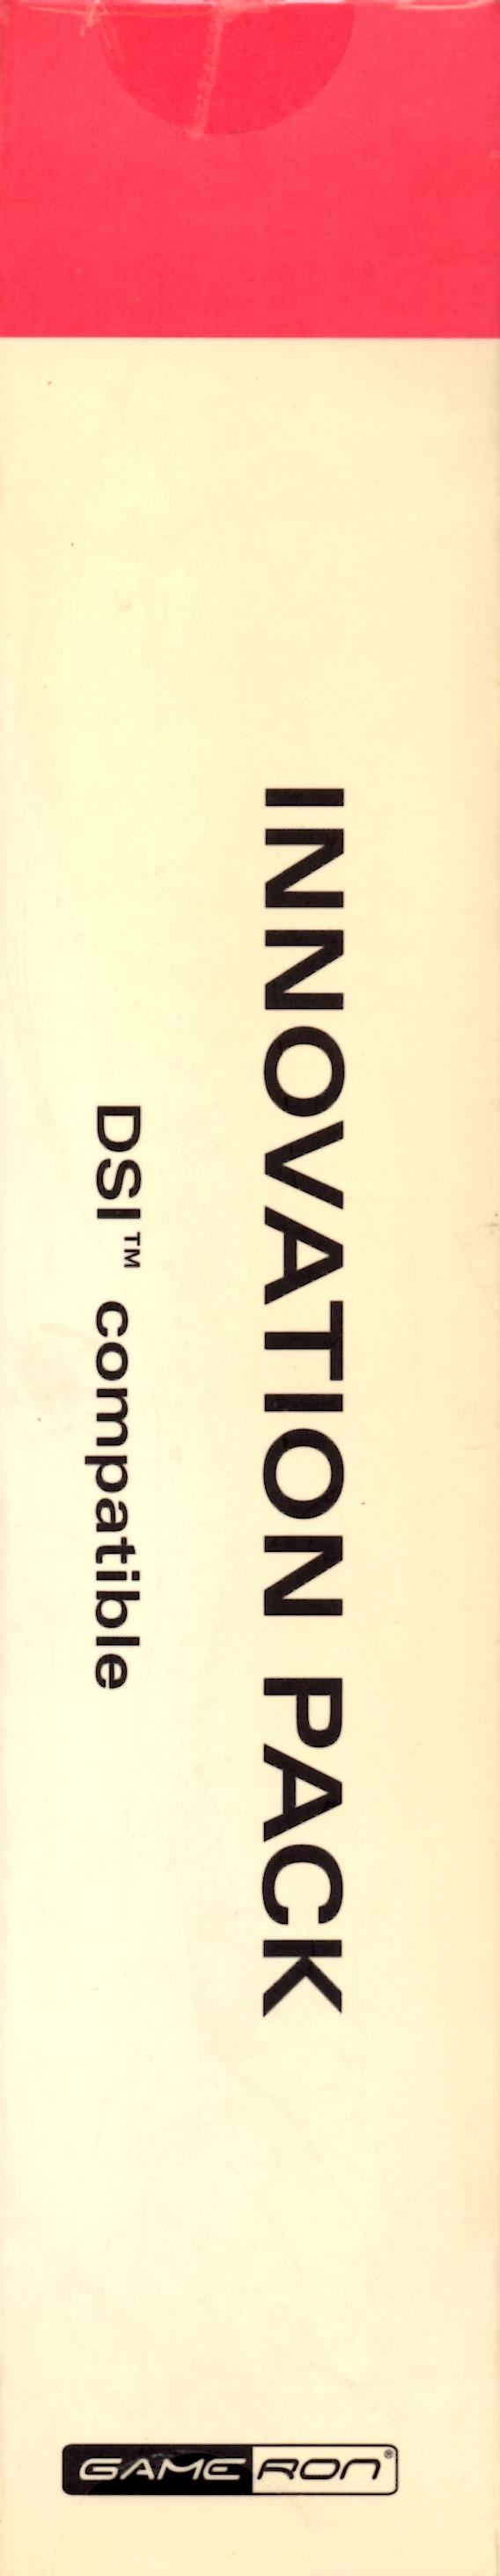 INNOVATION PACK
DSI™ compatible
GAMERON®